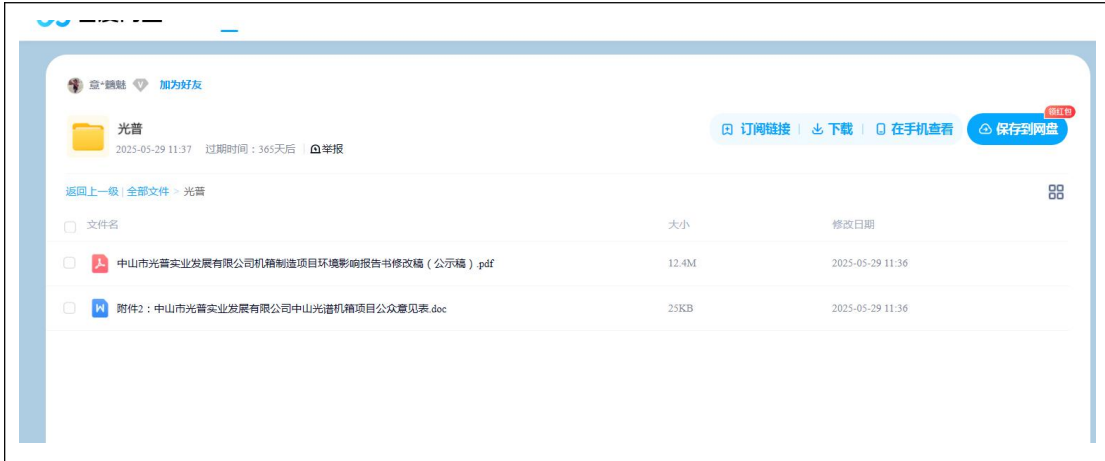 章*魑魅 加为好友
光普
2025-05-29 11:37 过期时间：365天后 举报
订阅链接 下载 在手机查看 保存到网盘
领红包
返回上一级 | 全部文件 > 光普
文件名 大小 修改日期
中山市光普实业发展有限公司机箱制造项目环境影响报告书修改稿（公示稿）.pdf 12.4M 2025-05-29 11:36
附件2：中山市光普实业发展有限公司中山光谱机箱项目公众意见表.doc 25KB 2025-05-29 11:36